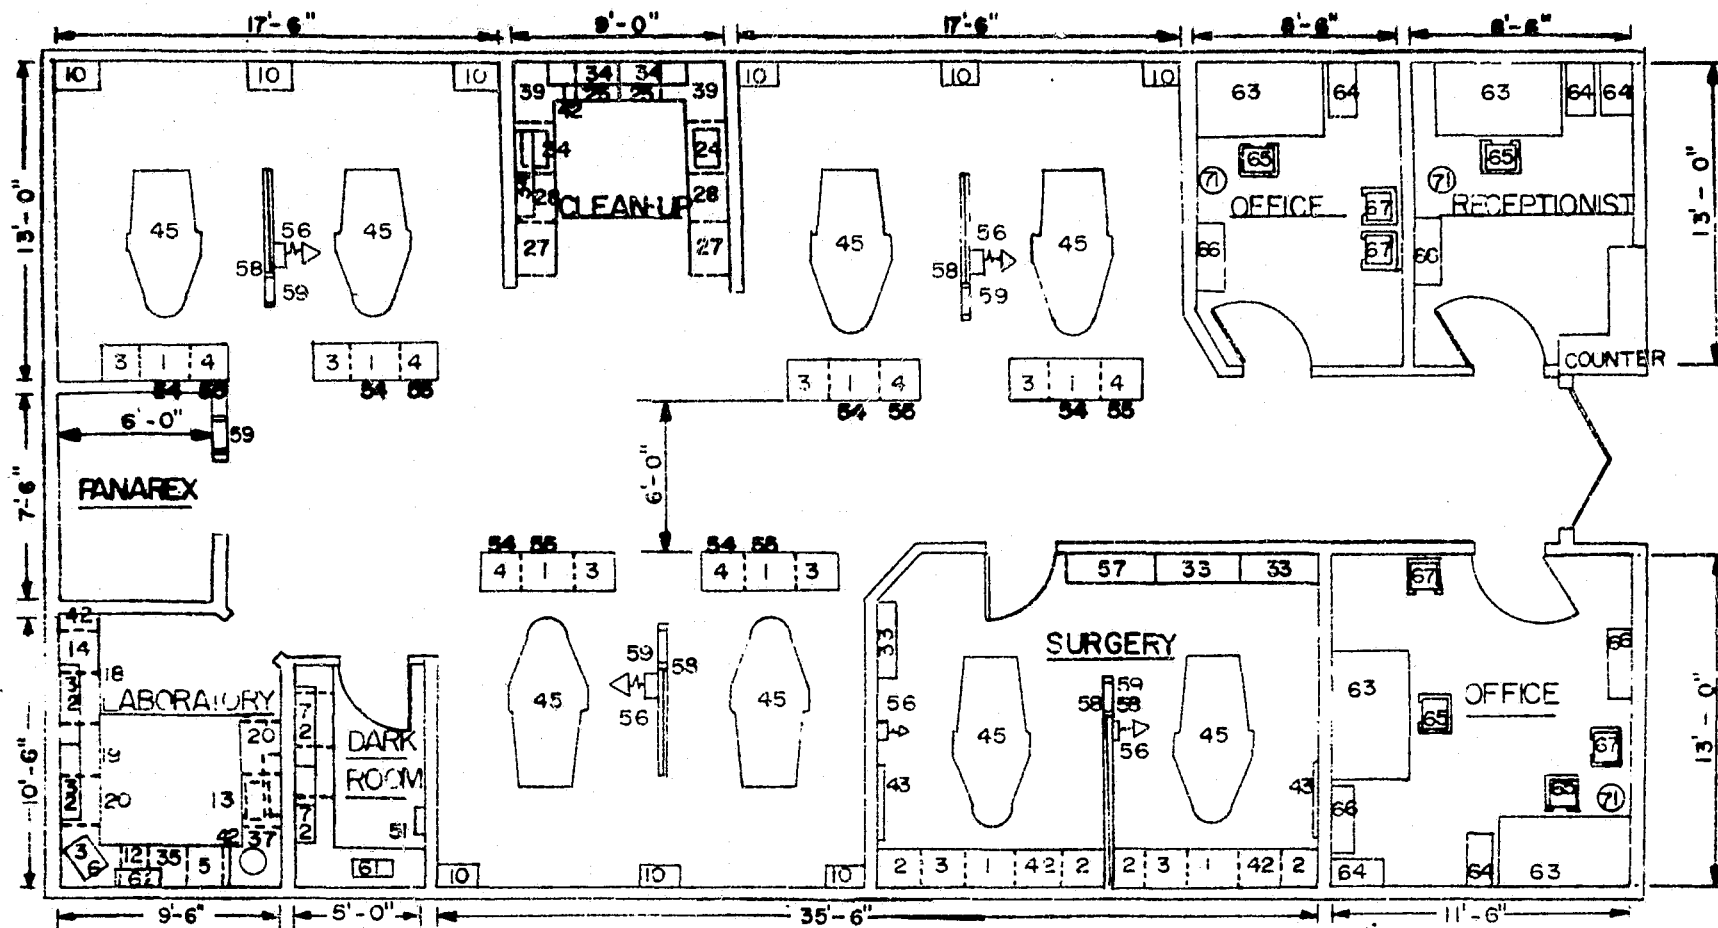 17'-6" 9'-0" 17'-6" 8'-6" 8'-6"
10 10 10 34 34 10 10 10 63 64 63 64 64
39 25 25 39
42
24 24 65 65
34 28 28 71 71
CLEAN-UP OFFICE RECEPTIONIST
13'-0" 13'-0"
45 56 45 27 27 45 56 45 67
58 58 66 67 66
59 59
3 1 4 3 1 4 3 1 4 3 1 4 COUNTER
54 55 54 55 54 55 54 55
6'-0" 59
7'-6" PANAREX 6'-0"
54 55 54 55
4 1 3 4 1 3 57 33 33 67
42
14 33 SURGERY 66
18 59 58 59 63
LABORATORY 72 45 56 45 56 58 58 OFFICE
20 DARK 45 56 45 65 67
19 ROOM
10'-6" 20 13 72 51 43 43 66 65 71 13'-0"
42 37
36 12 35 5 61 2 3 1 42 2 2 3 1 42 2 64 64 63
62 10 10 10
9'-6" 5'-0" 35'-6" 11'-6"